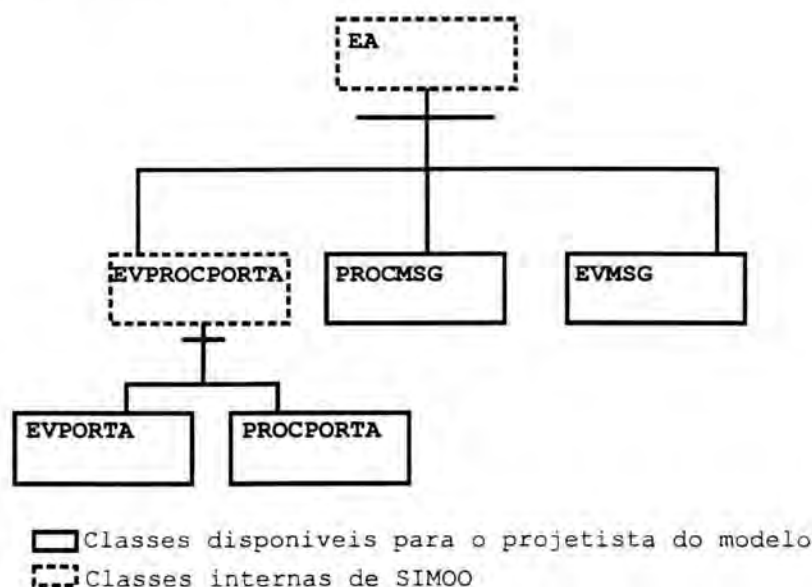 EA
EVPROCPORTA
PROCMSG
EVMSG
EVPORTA
PROCPORTA
Classes disponiveis para o projetista do modelo
Classes internas de SIMOO